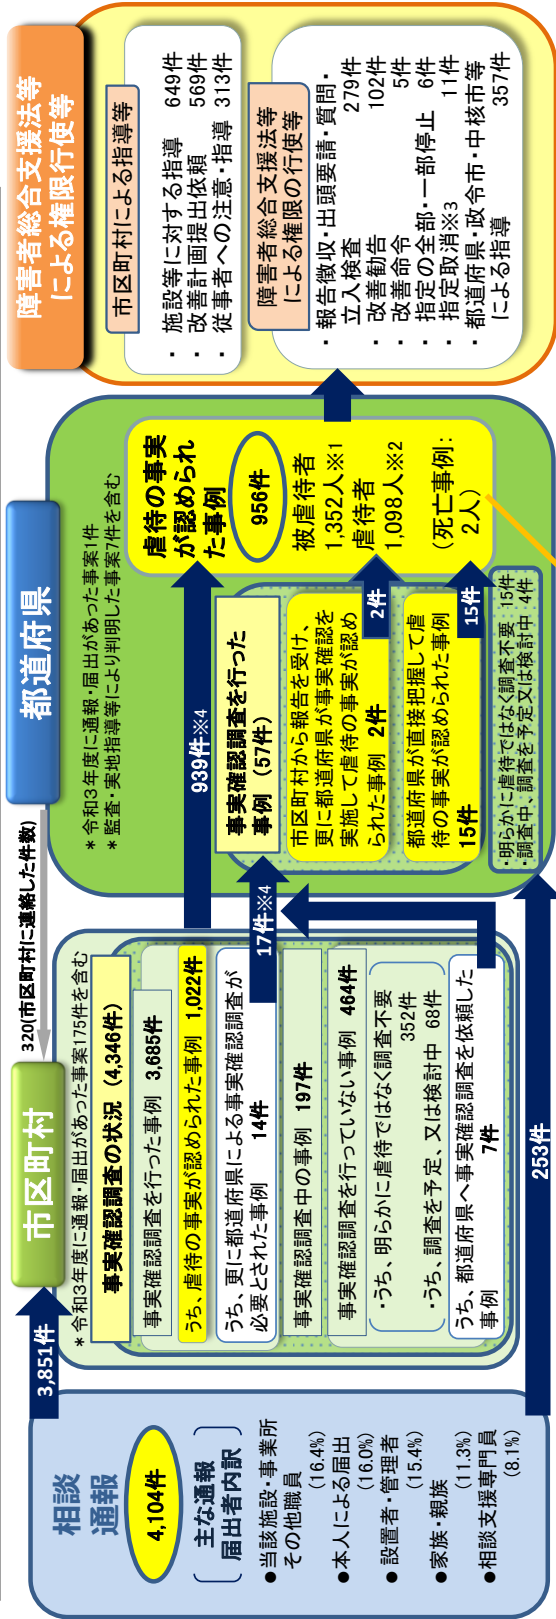 相談
通報
4,104件
主な通報
届出者内訳
●当該施設・事業所
その他職員
(16.4%)
●本人による届出
(16.0%)
●設置者・管理者
(15.4%)
●家族・親族
(11.3%)
●相談支援専門員
(8.1%)
3,851件
253件
市区町村
320(市区町村に連絡した件数)
＊令和3年度に通報・届出があった事案175件を含む
事実確認調査の状況 (4,346件)
事実確認調査を行った事例 3,685件
うち、虐待の事実が認められた事例 1,022件
うち、更に都道府県による事実確認調査が
必要とされた事例 14件
事実確認調査中の事例 197件
事実確認調査を行っていない事例 464件
・うち、明らかに虐待ではなく調査不要
352件
・うち、調査を予定、又は検討中 68件
うち、都道府県へ事実確認調査を依頼した
事例 7件
都道府県
＊令和3年度に通報・届出があった事案1件
＊監査・実地指導等により判明した事案7件を含む
939件※4
17件※4
事実確認調査を行った
事例 (57件)
市区町村から報告を受け、
更に都道府県が事実確認を
実施して虐待の事実が認め
られた事例 2件
2件
都道府県が直接把握して虐
待の事実が認められた事例
15件
15件
・明らかに虐待ではなく調査不要 15件
・調査中、調査を予定又は検討中 4件
虐待の事実
が認められ
た事例
956件
被虐待者
1,352人※1
虐待者
1,098人※2
(死亡事例:
2人)
障害者総合支援法等
による権限行使等
市区町村による指導等
・ 施設等に対する指導 649件
・ 改善計画提出依頼 569件
・ 従事者への注意・指導 313件
障害者総合支援法等
による権限の行使等
・報告徴収・出頭要請・質問・
立入検査 279件
・ 改善勧告 102件
・ 改善命令 5件
・ 指定の全部・一部停止 6件
・ 指定取消※3 11件
・ 都道府県・政令市・中核市等
による指導 357件